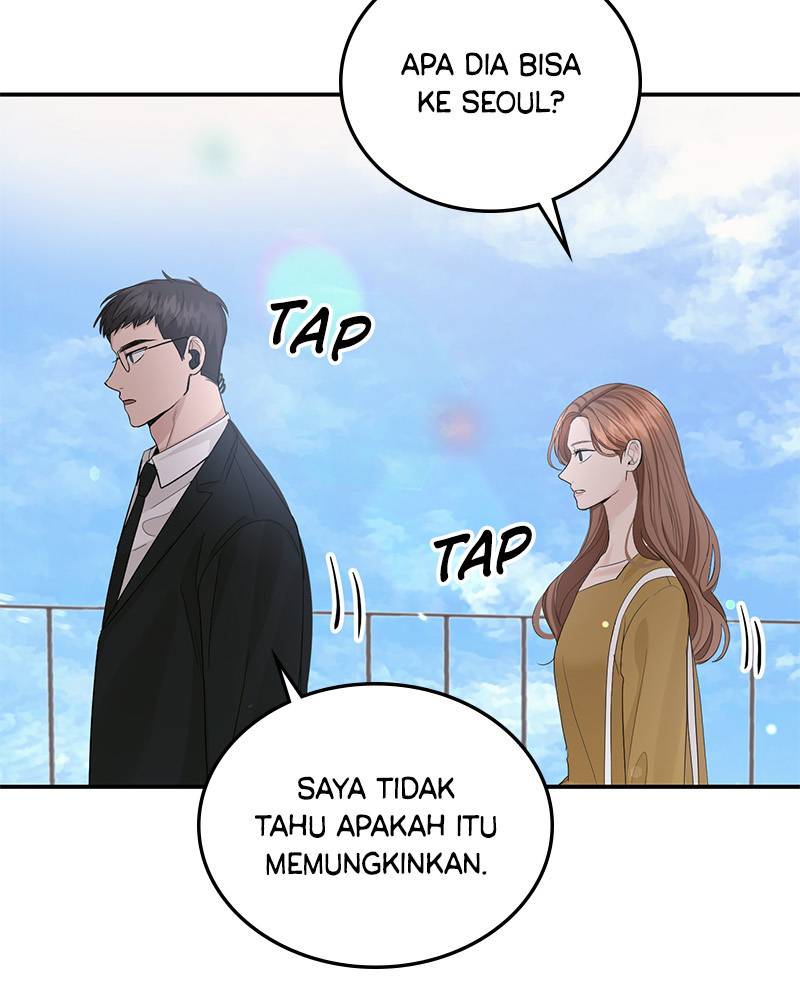 APA DIA BISA
KE SEOUL?
TAP
TAP
SAYA TIDAK
TAHU APAKAH ITU
MEMUNGKINKAN.